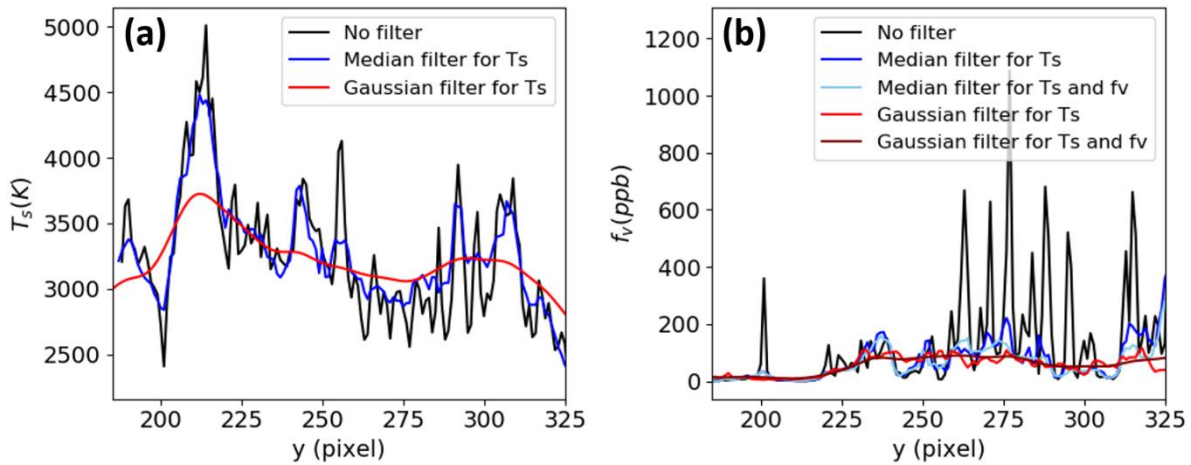 (a)
No filter
Median filter for Ts
Gaussian filter for Ts
5000
4500
4000
3500
3000
2500
T_s(K)
200
225
250
275
300
325
y (pixel)
(b)
No filter
Median filter for Ts
Median filter for Ts and fv
Gaussian filter for Ts
Gaussian filter for Ts and fv
1200
1000
800
600
400
200
0
f_v(ppb)
200
225
250
275
300
325
y (pixel)